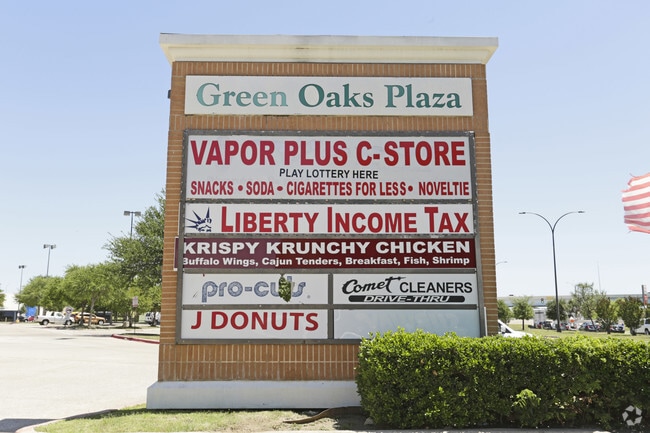 Green Oaks Plaza
VAPOR PLUS C-STORE
PLAY LOTTERY HERE
SNACKS • SODA • CIGARETTES FOR LESS • NOVELTIE
LIBERTY INCOME TAX
KRISPY KRUNCHY CHICKEN
Buffalo Wings, Cajun Tenders, Breakfast, Fish, Shrimp
pro-cuts
Comet CLEANERS
DRIVE-THRU
J DONUTS